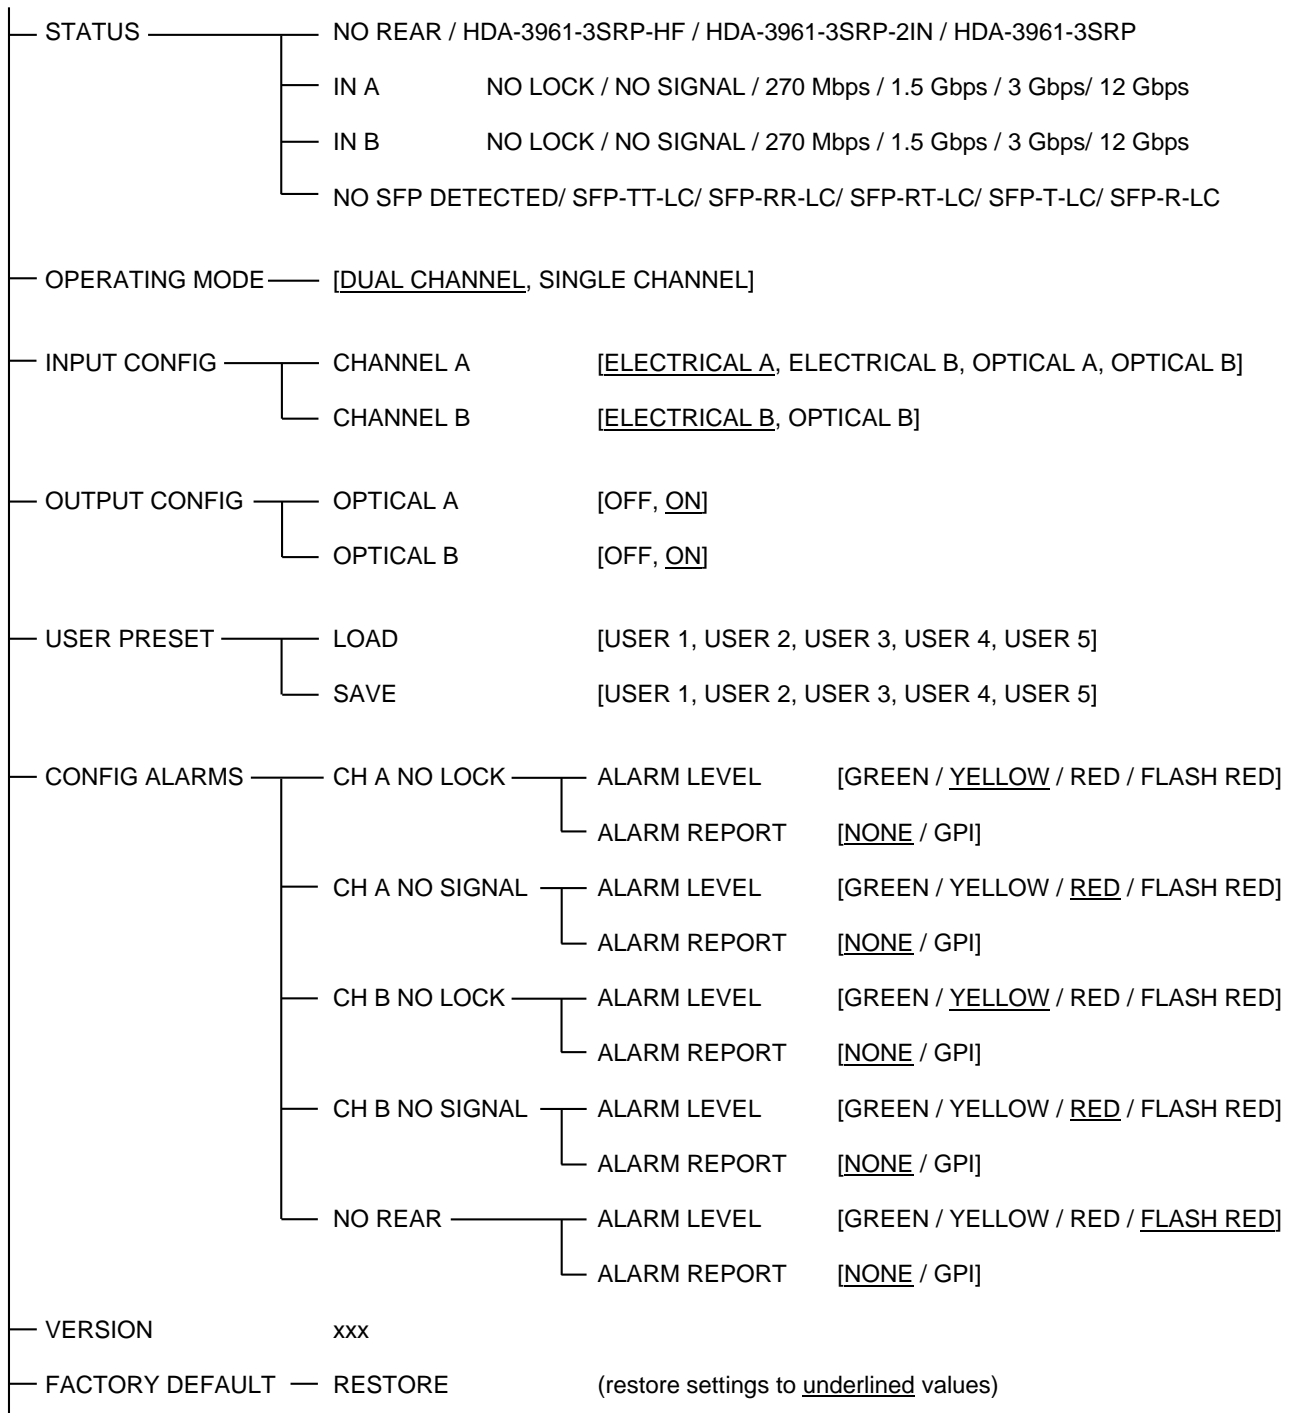 STATUS NO REAR / HDA-3961-3SRP-HF / HDA-3961-3SRP-2IN / HDA-3961-3SRP
IN A NO LOCK / NO SIGNAL / 270 Mbps / 1.5 Gbps / 3 Gbps/ 12 Gbps
IN B NO LOCK / NO SIGNAL / 270 Mbps / 1.5 Gbps / 3 Gbps/ 12 Gbps
NO SFP DETECTED/ SFP-TT-LC/ SFP-RR-LC/ SFP-RT-LC/ SFP-T-LC/ SFP-R-LC
OPERATING MODE [DUAL CHANNEL, SINGLE CHANNEL]
INPUT CONFIG CHANNEL A [ELECTRICAL A, ELECTRICAL B, OPTICAL A, OPTICAL B]
CHANNEL B [ELECTRICAL B, OPTICAL B]
OUTPUT CONFIG OPTICAL A [OFF, ON]
OPTICAL B [OFF, ON]
USER PRESET LOAD [USER 1, USER 2, USER 3, USER 4, USER 5]
SAVE [USER 1, USER 2, USER 3, USER 4, USER 5]
CONFIG ALARMS CH A NO LOCK ALARM LEVEL [GREEN / YELLOW / RED / FLASH RED]
ALARM REPORT [NONE / GPI]
CH A NO SIGNAL ALARM LEVEL [GREEN / YELLOW / RED / FLASH RED]
ALARM REPORT [NONE / GPI]
CH B NO LOCK ALARM LEVEL [GREEN / YELLOW / RED / FLASH RED]
ALARM REPORT [NONE / GPI]
CH B NO SIGNAL ALARM LEVEL [GREEN / YELLOW / RED / FLASH RED]
ALARM REPORT [NONE / GPI]
NO REAR ALARM LEVEL [GREEN / YELLOW / RED / FLASH RED]
ALARM REPORT [NONE / GPI]
VERSION xxx
FACTORY DEFAULT RESTORE (restore settings to underlined values)